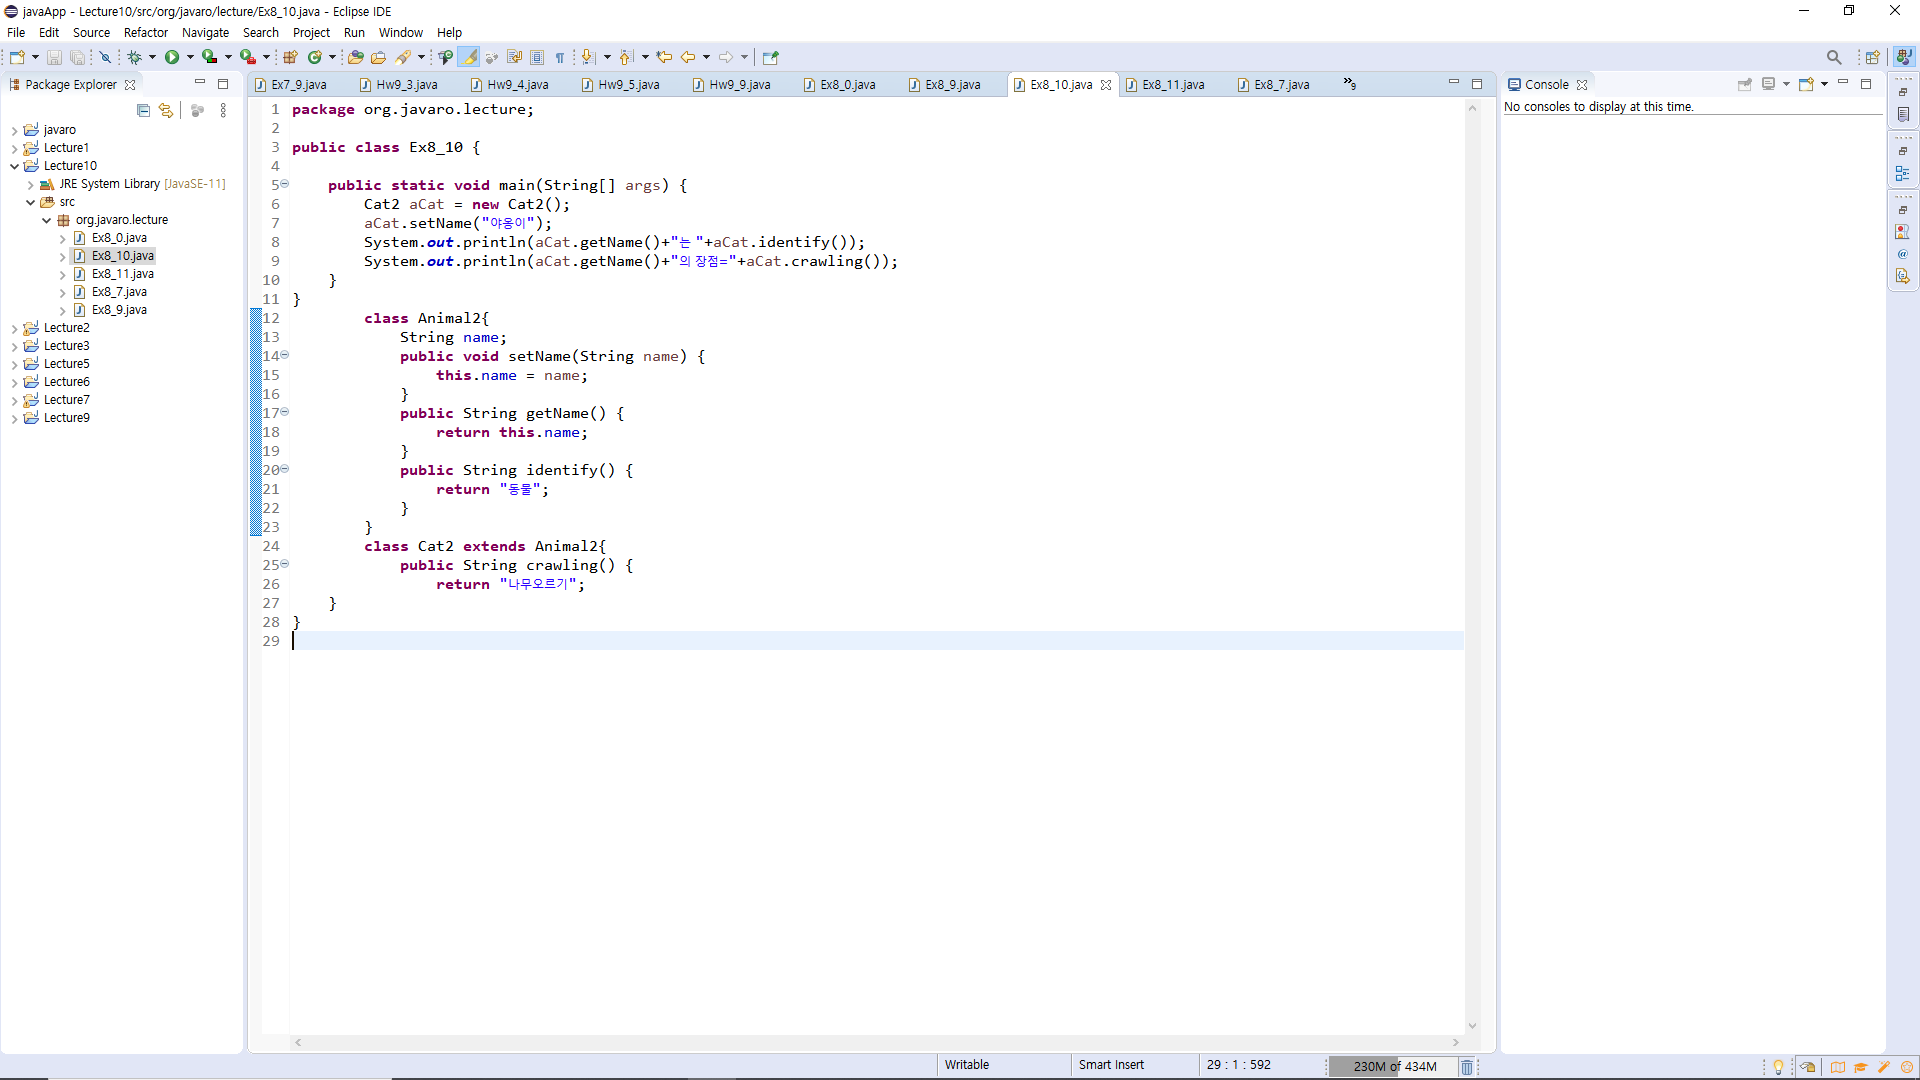 javaApp - Lecture10/src/org/javaro/lecture/Ex8_10.java - Eclipse IDE
File Edit Source Refactor Navigate Search Project Run Window Help
Package Explorer
Ex7_9.java Hw9_3.java Hw9_4.java Hw9_5.java Hw9_9.java Ex8_0.java Ex8_9.java Ex8_10.java Ex8_11.java Ex8_7.java »9
Console
No consoles to display at this time.
javaro
Lecture1
Lecture10
JRE System Library [JavaSE-11]
src
org.javaro.lecture
Ex8_0.java
Ex8_10.java
Ex8_11.java
Ex8_7.java
Ex8_9.java
Lecture2
Lecture3
Lecture5
Lecture6
Lecture7
Lecture9
1 package org.javaro.lecture;
2
3 public class Ex8_10 {
4
5 public static void main(String[] args) {
6 Cat2 aCat = new Cat2();
7 aCat.setName("야옹이");
8 System.out.println(aCat.getName()+"는 "+aCat.identify());
9 System.out.println(aCat.getName()+"의 장점="+aCat.crawling());
10 }
11 }
12 class Animal2{
13 String name;
14 public void setName(String name) {
15 this.name = name;
16 }
17 public String getName() {
18 return this.name;
19 }
20 public String identify() {
21 return "동물";
22 }
23 }
24 class Cat2 extends Animal2{
25 public String crawling() {
26 return "나무오르기";
27 }
28 }
29
Writable Smart Insert 29 : 1 : 592 230M of 434M